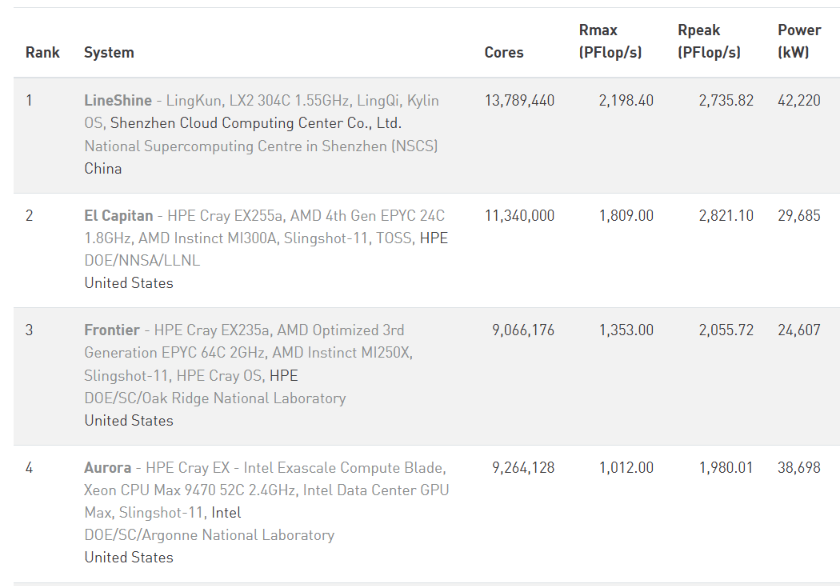 Rank System Cores Rmax (PFlop/s) Rpeak (PFlop/s) Power (kW)
1 LineShine - LingKun, LX2 304C 1.55GHz, LingQi, Kylin 13,789,440 2,198.40 2,735.82 42,220
OS, Shenzhen Cloud Computing Center Co., Ltd.
National Supercomputing Centre in Shenzhen (NSCS)
China
2 El Capitan - HPE Cray EX255a, AMD 4th Gen EPYC 24C 11,340,000 1,809.00 2,821.10 29,685
1.8GHz, AMD Instinct MI300A, Slingshot-11, TOSS, HPE
DOE/NNSA/LLNL
United States
3 Frontier - HPE Cray EX235a, AMD Optimized 3rd 9,066,176 1,353.00 2,055.72 24,607
Generation EPYC 64C 2GHz, AMD Instinct MI250X,
Slingshot-11, HPE Cray OS, HPE
DOE/SC/Oak Ridge National Laboratory
United States
4 Aurora - HPE Cray EX - Intel Exascale Compute Blade, 9,264,128 1,012.00 1,980.01 38,698
Xeon CPU Max 9470 52C 2.4GHz, Intel Data Center GPU
Max, Slingshot-11, Intel
DOE/SC/Argonne National Laboratory
United States